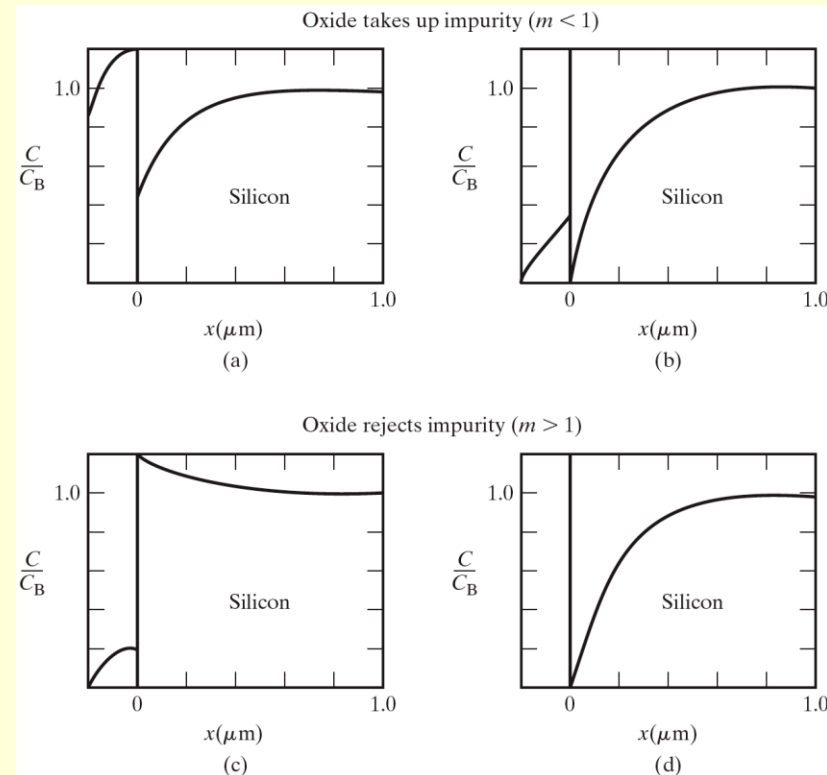 Oxide takes up impurity (m < 1)
1.0
C
C_B
Silicon
0
1.0
x(μm)
(a)
1.0
C
C_B
Silicon
0
1.0
x(μm)
(b)
Oxide rejects impurity (m > 1)
1.0
C
C_B
Silicon
0
1.0
x(μm)
(c)
1.0
C
C_B
Silicon
0
1.0
x(μm)
(d)